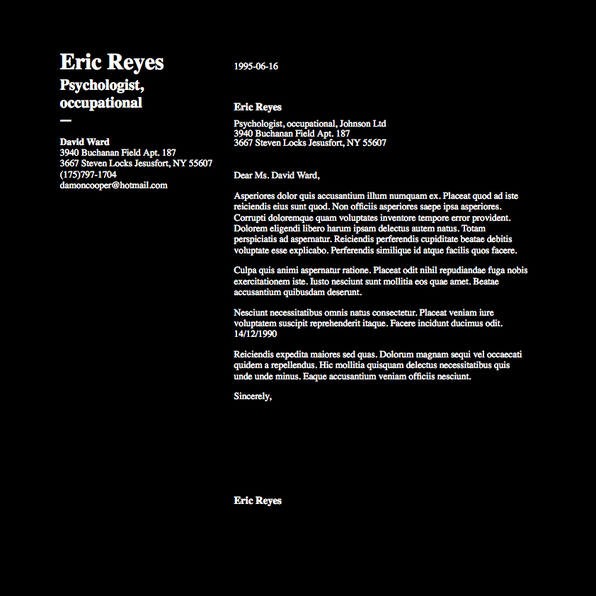 Eric Reyes
Psychologist,
occupational
—
David Ward
3940 Buchanan Field Apt. 187
3667 Steven Locks Jesusfort, NY 55607
(175)797-1704
damoncooper@hotmail.com
1995-06-16
Eric Reyes
Psychologist, occupational, Johnson Ltd
3940 Buchanan Field Apt. 187
3667 Steven Locks Jesusfort, NY 55607
Dear Ms. David Ward,
Asperiores dolor quis accusantium illum numquam ex. Placeat quod ad iste
reiciendis eius sunt quod. Non officiis asperiores saepe ipsa asperiores.
Corrupti doloremque quam voluptates inventore tempore error provident.
Dolorem eligendi libero harum ipsam delectus autem natus. Totam
perspiciatis ad aspernatur. Reiciendis perferendis cupiditate beatae debitis
voluptate esse explicabo. Perferendis similique id atque facilis quos facere.
Culpa quis animi aspernatur ratione. Placeat odit nihil repudiandae fuga nobis
exercitationem iste. Iusto nesciunt sunt mollitia eos quae amet. Beatae
accusantium quibusdam deserunt.
Nesciunt necessitatibus omnis natus consectetur. Placeat veniam iure
voluptatem suscipit reprehenderit itaque. Facere incidunt ducimus odit.
14/12/1990
Reiciendis expedita maiores sed quas. Dolorum magnam sequi vel occaecati
quidem a repellendus. Hic mollitia quisquam delectus necessitatibus quis
unde unde minus. Eaque accusantium veniam officiis nesciunt.
Sincerely,
Eric Reyes